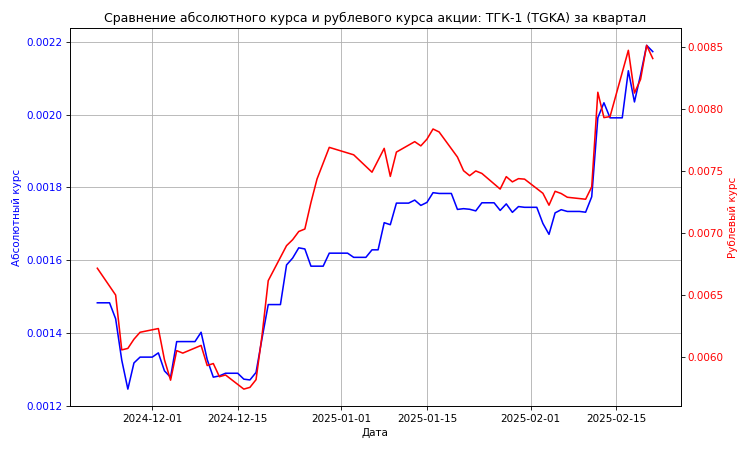 Сравнение абсолютного курса и рублевого курса акции: ТГК-1 (TGKA) за квартал
0.0022
0.0020
0.0018
0.0016
0.0014
0.0012
Абсолютный курс
0.0085
0.0080
0.0075
0.0070
0.0065
0.0060
Рублевый курс
2024-12-01 2024-12-15 2025-01-01 2025-01-15 2025-02-01 2025-02-15
Дата